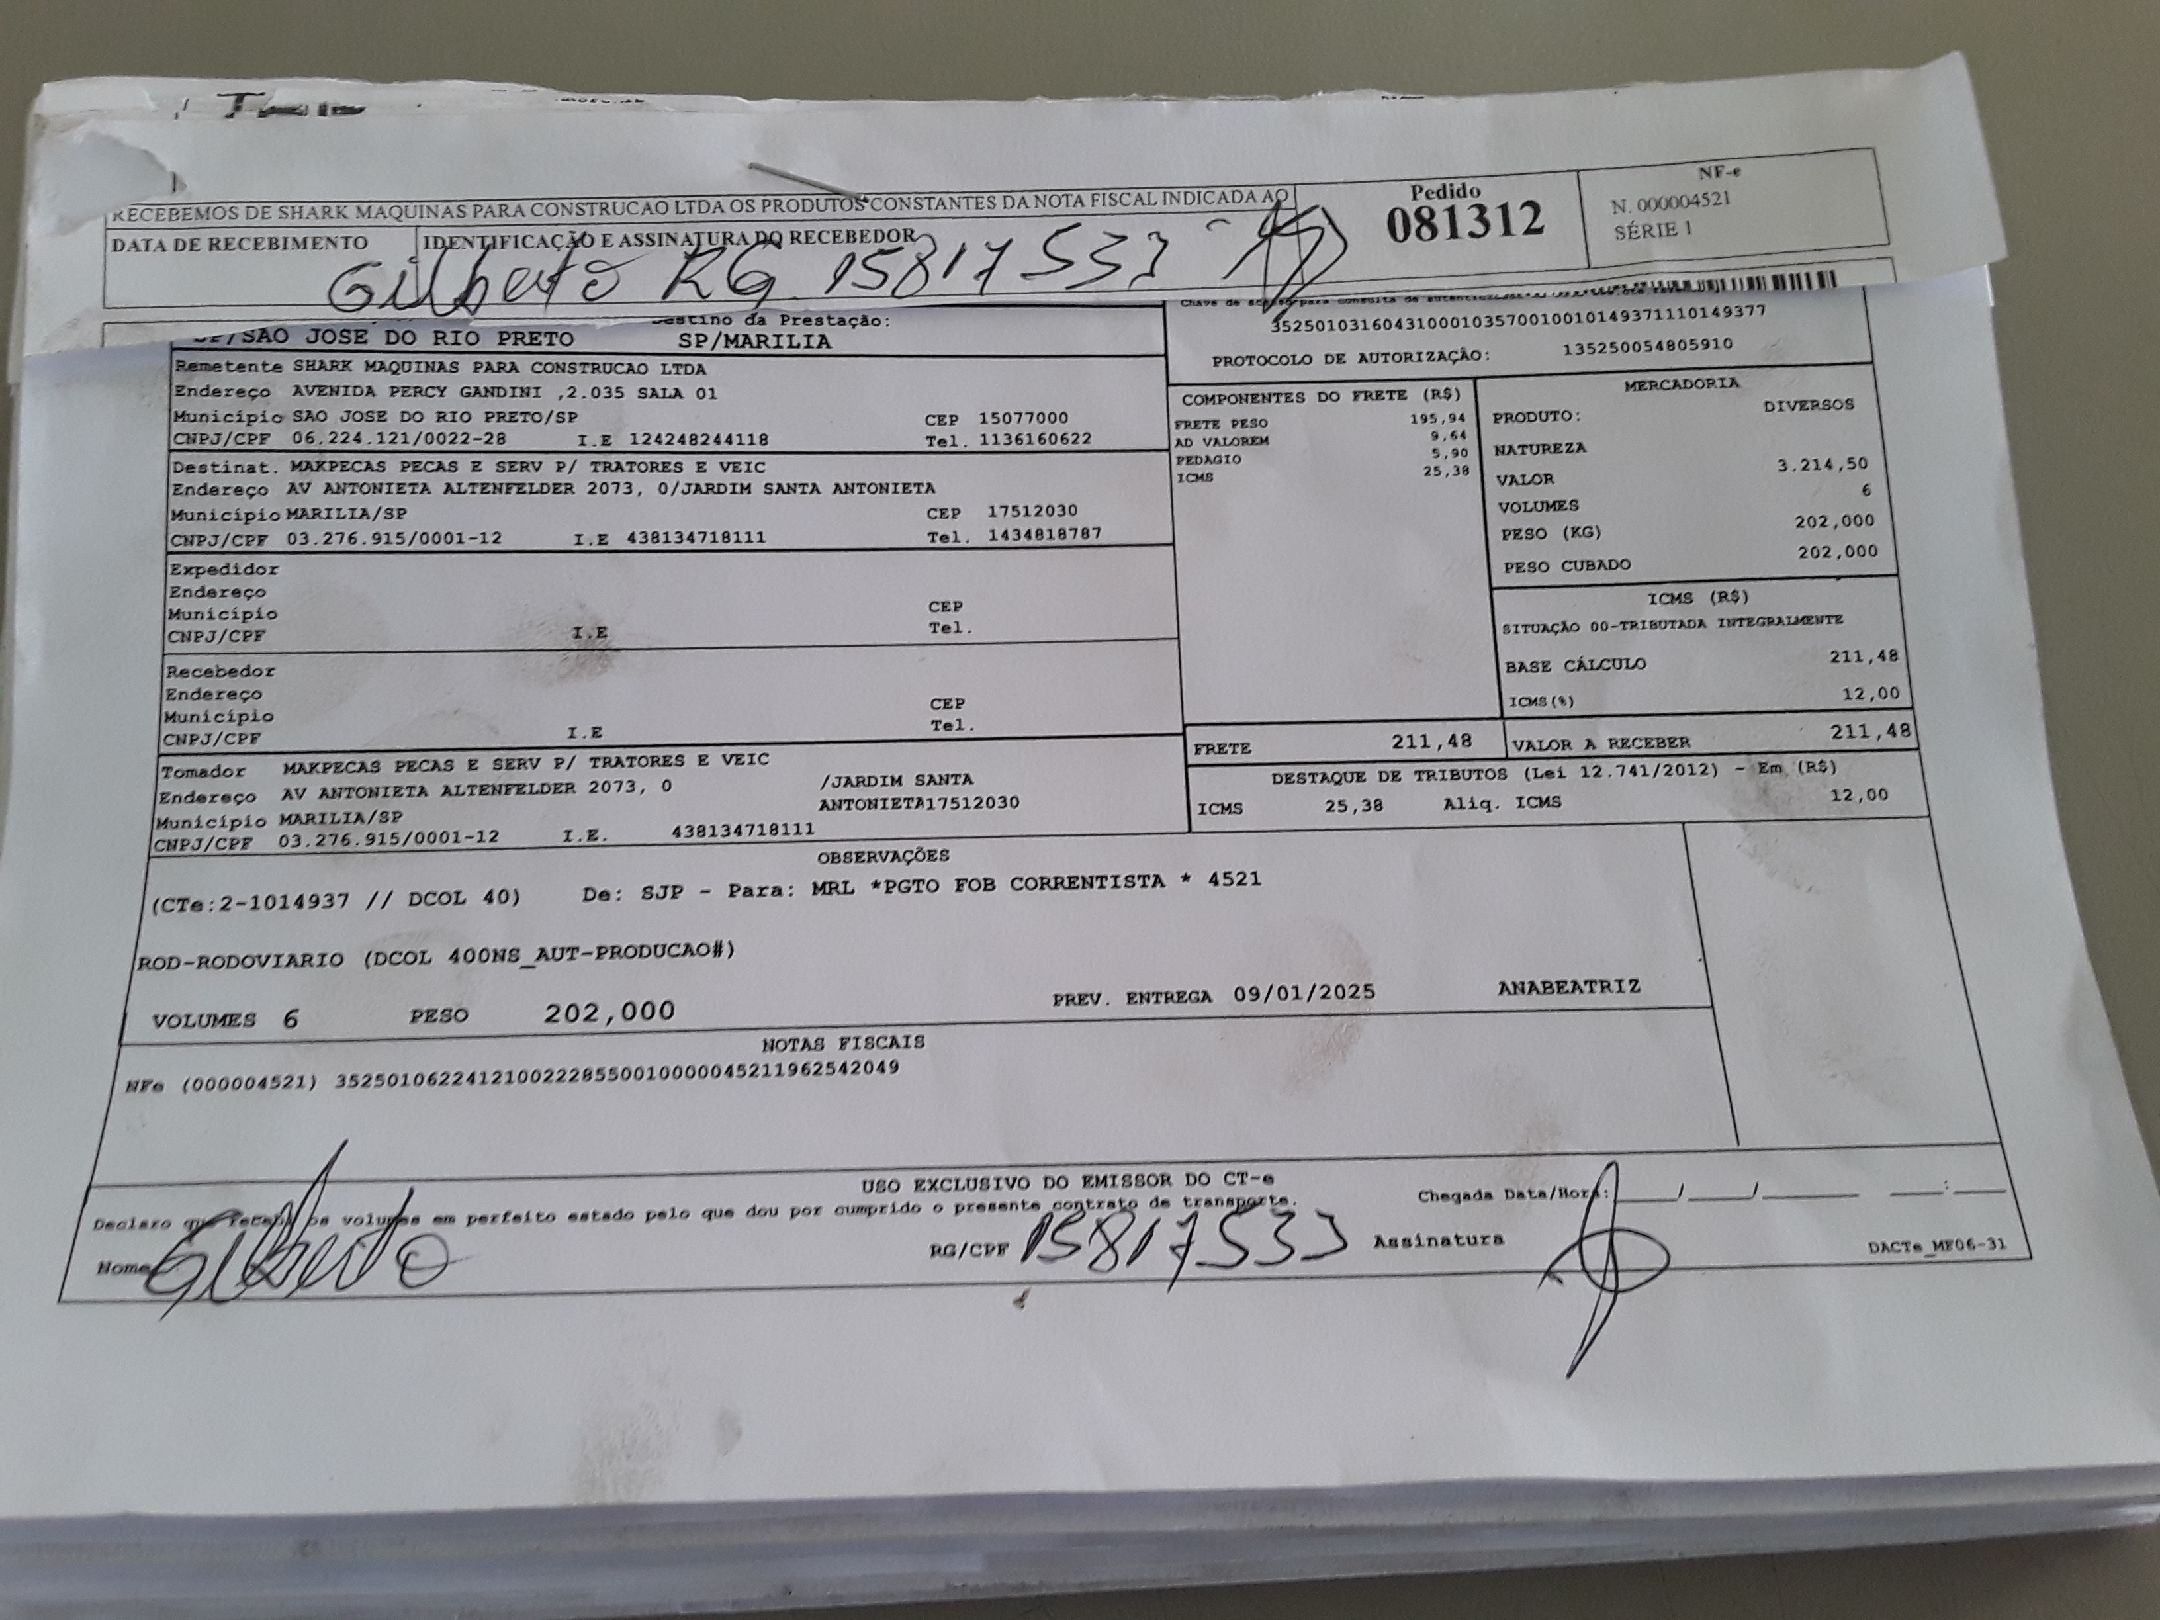 RECEBEMOS DE SHARK MAQUINAS PARA CONSTRUCAO LTDA OS PRODUTOS CONSTANTES DA NOTA FISCAL INDICADA AO
Pedido
081312
NF-e
N. 000004521
SÉRIE 1
DATA DE RECEBIMENTO
IDENTIFICAÇÃO E ASSINATURA DO RECEBEDOR
Gilberto RG 15817533
SP/SAO JOSE DO RIO PRETO
Destino da Prestação:
SP/MARILIA
35250103160431000103570010010149371110149377
PROTOCOLO DE AUTORIZAÇÃO: 135250054805910
Remetente SHARK MAQUINAS PARA CONSTRUCAO LTDA
Endereço AVENIDA PERCY GANDINI ,2.035 SALA 01
Município SAO JOSE DO RIO PRETO/SP CEP 15077000
CNPJ/CPF 06.224.121/0022-28 I.E 124248244118 Tel. 1136160622
Destinat. MAKPECAS PECAS E SERV P/ TRATORES E VEIC
Endereço AV ANTONIETA ALTENFELDER 2073, 0/JARDIM SANTA ANTONIETA
Município MARILIA/SP CEP 17512030
CNPJ/CPF 03.276.915/0001-12 I.E 438134718111 Tel. 1434818787
Expedidor
Endereço
Município CEP
CNPJ/CPF I.E Tel.
Recebedor
Endereço
Município CEP
CNPJ/CPF I.E Tel.
Tomador MAKPECAS PECAS E SERV P/ TRATORES E VEIC
Endereço AV ANTONIETA ALTENFELDER 2073, 0 /JARDIM SANTA
ANTONIETA17512030
Município MARILIA/SP
CNPJ/CPF 03.276.915/0001-12 I.E. 438134718111
COMPONENTES DO FRETE (R$)
FRETE PESO 195,94
AD VALOREM 9,64
PEDAGIO 5,90
ICMS 25,38
MERCADORIA
PRODUTO: DIVERSOS
NATUREZA
VALOR 3.214,50
VOLUMES 6
PESO (KG) 202,000
PESO CUBADO 202,000
ICMS (R$)
SITUAÇÃO 00-TRIBUTADA INTEGRALMENTE
BASE CÁLCULO 211,48
ICMS(%) 12,00
FRETE 211,48
VALOR A RECEBER 211,48
DESTAQUE DE TRIBUTOS (Lei 12.741/2012) - Em (R$)
ICMS 25,38 Aliq. ICMS 12,00
OBSERVAÇÕES
(CTe:2-1014937 // DCOL 40) De: SJP - Para: MRL *PGTO FOB CORRENTISTA * 4521
ROD-RODOVIARIO (DCOL 400NS_AUT-PRODUCAO#)
VOLUMES 6 PESO 202,000 PREV. ENTREGA 09/01/2025 ANABEATRIZ
NOTAS FISCAIS
NFe (000004521) 35250106224121002228550010000045211962542049
USO EXCLUSIVO DO EMISSOR DO CT-e
Declaro que recebi os volumes em perfeito estado pelo que dou por cumprido o presente contrato de transporte.
Chegada Data/Hora: ____/____/____ __:__
Nome Gilberto RG/CPF 15817533 Assinatura
DACTe_MF06-31